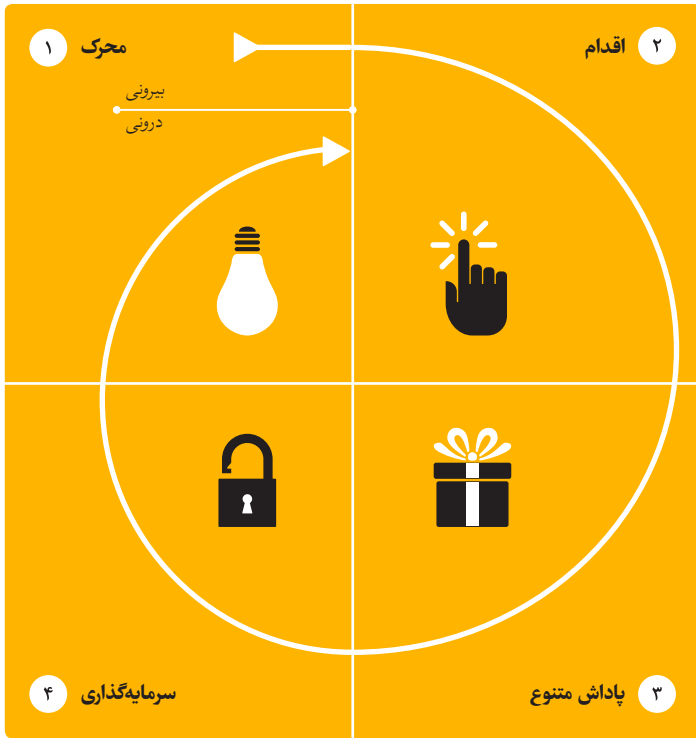 ۱ محرک
بیرونی
درونی
۲ اقدام
۳ پاداش متنوع
۴ سرمایه‌گذاری